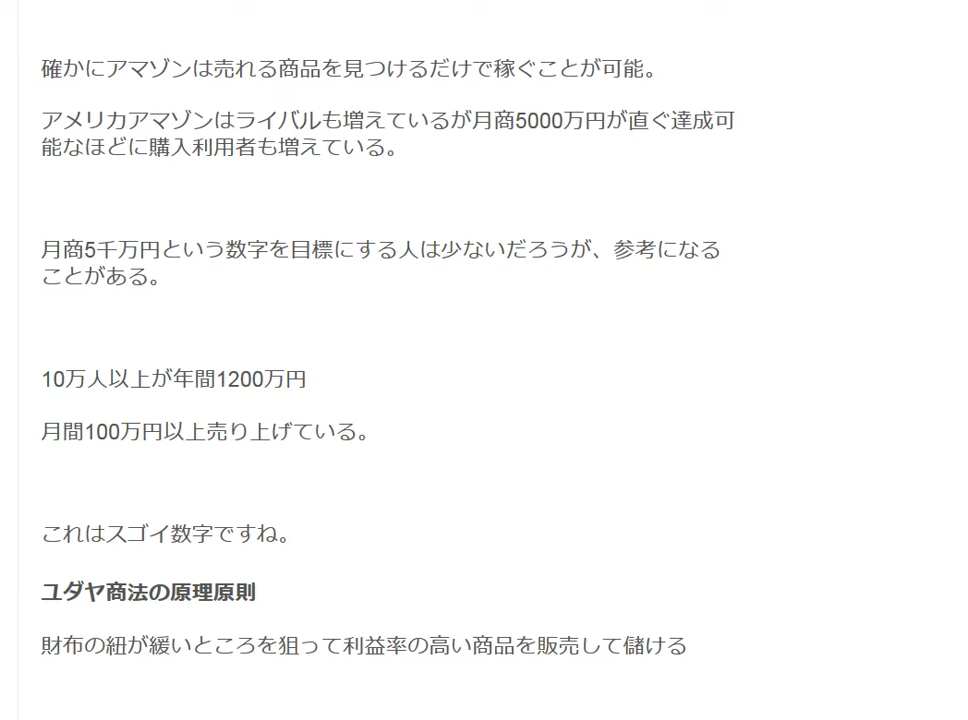 確かにアマゾンは売れる商品を見つけるだけで稼ぐことが可能。
アメリカアマゾンはライバルも増えているが月商5000万円が直ぐ達成可
能なほどに購入利用者も増えている。
月商5千万円という数字を目標にする人は少ないだろうが、参考になる
ことがある。
10万人以上が年間1200万円
月間100万円以上売り上げている。
これはスゴイ数字ですね。
ユダヤ商法の原理原則
財布の紐が緩いところを狙って利益率の高い商品を販売して儲ける